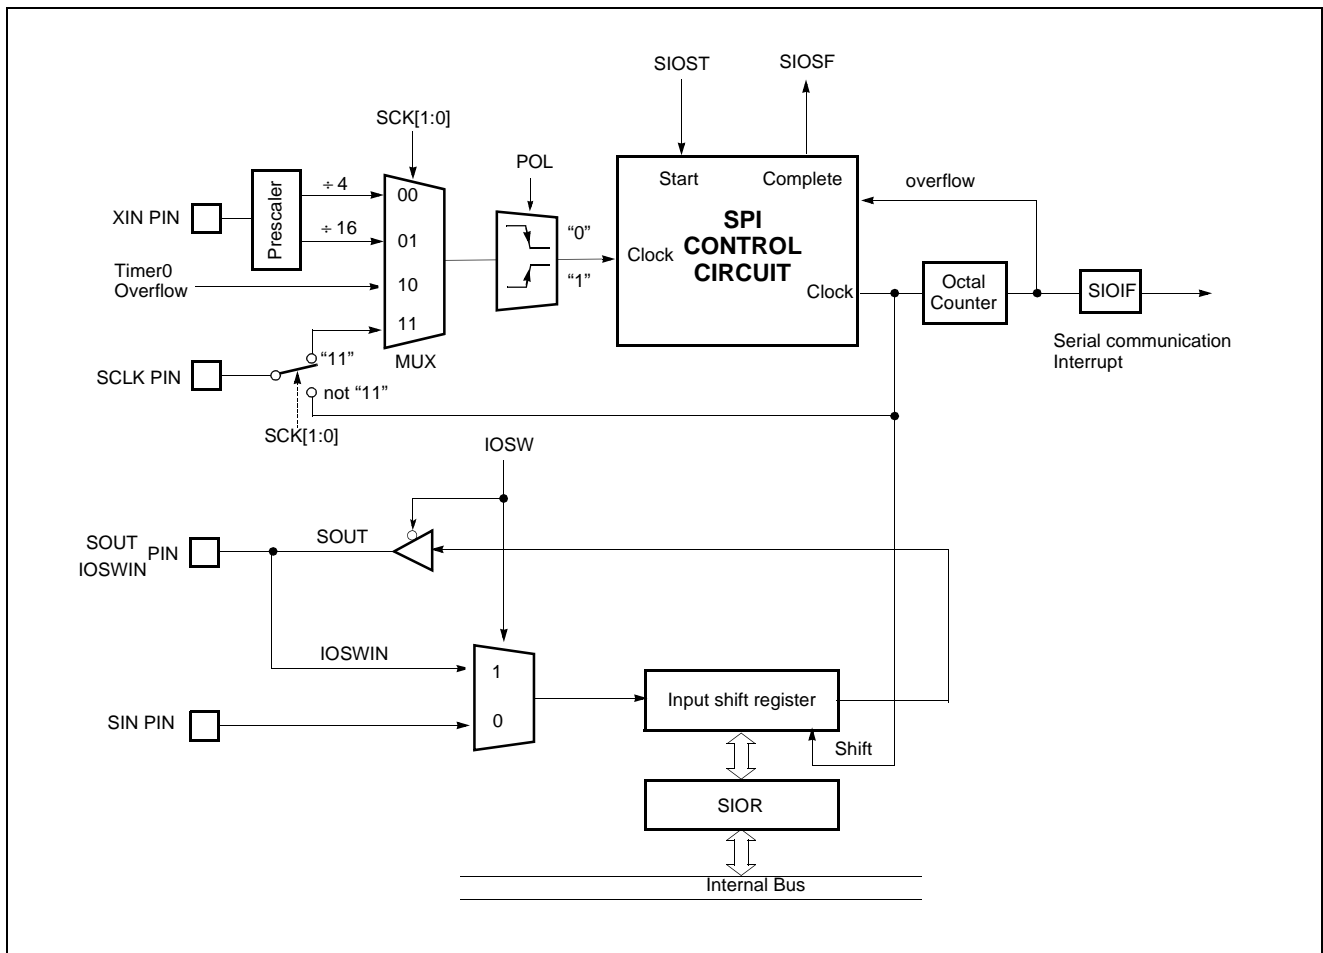 SIOST
SIOSF
SCK[1:0]
POL
Start
Complete
overflow
÷ 4
00
XIN PIN
Prescaler
÷ 16
01
SPI
CONTROL
CIRCUIT
"0"
Clock
"1"
Timer0
Overflow
10
Clock
Octal
Counter
SIOIF
11
MUX
Serial communication
Interrupt
"11"
SCLK PIN
not "11"
SCK[1:0]
IOSW
SOUT
SOUT
IOSWIN
PIN
IOSWIN
1
Input shift register
SIN PIN
0
Shift
SIOR
Internal Bus